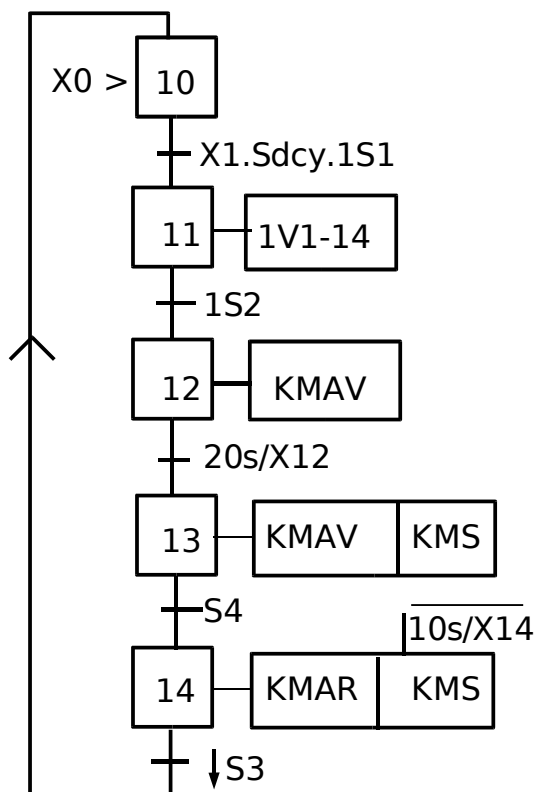 X0 > 10
X1.Sdcy.1S1
11 1V1-14
1S2
12 KMAV
20s/X12
13 KMAV KMS
S4
10s/X14
14 KMAR KMS
S3